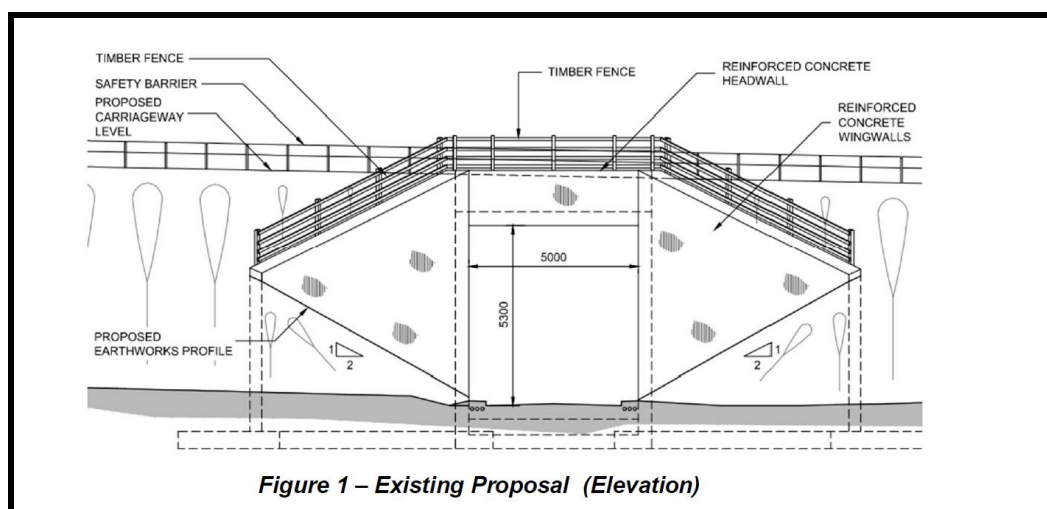 TIMBER FENCE
SAFETY BARRIER
PROPOSED
CARRIAGEWAY
LEVEL
TIMBER FENCE
REINFORCED CONCRETE
HEADWALL
REINFORCED
CONCRETE
WINGWALLS
5000
5300
PROPOSED
EARTHWORKS PROFILE
1
2
1
2
Figure 1 – Existing Proposal (Elevation)